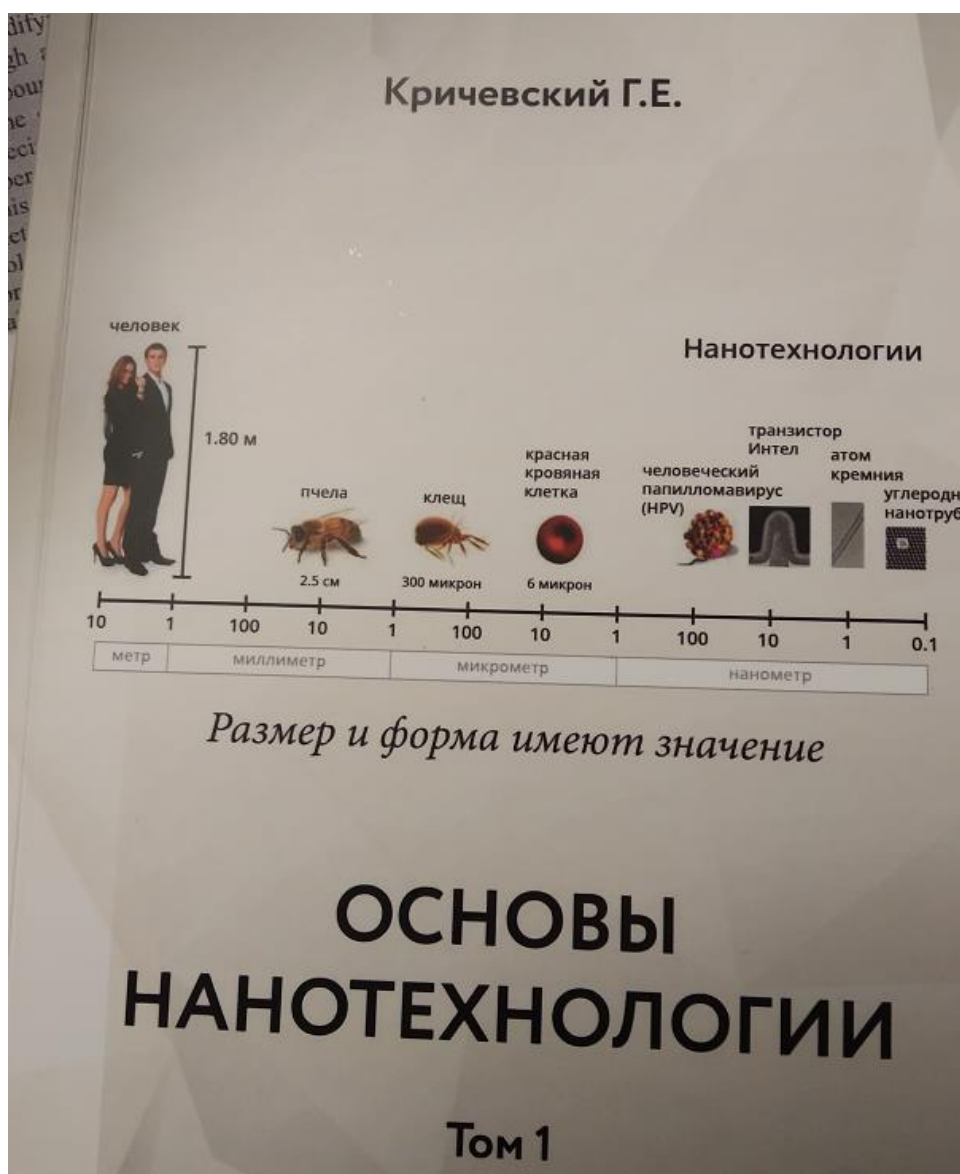 Кричевский Г.Е.
человек
Нанотехнологии
1.80 м
транзистор
Интел
красная
кровяная
клетка
атом
кремния
человеческий
папилломавирус
(HPV)
пчела
клещ
2.5 см
300 микрон
6 микрон
10 1 100 10 1 100 10 1 100 10 1 0.1
метр миллиметр микрометр нанометр
Размер и форма имеют значение
ОСНОВЫ
НАНОТЕХНОЛОГИИ
Том 1